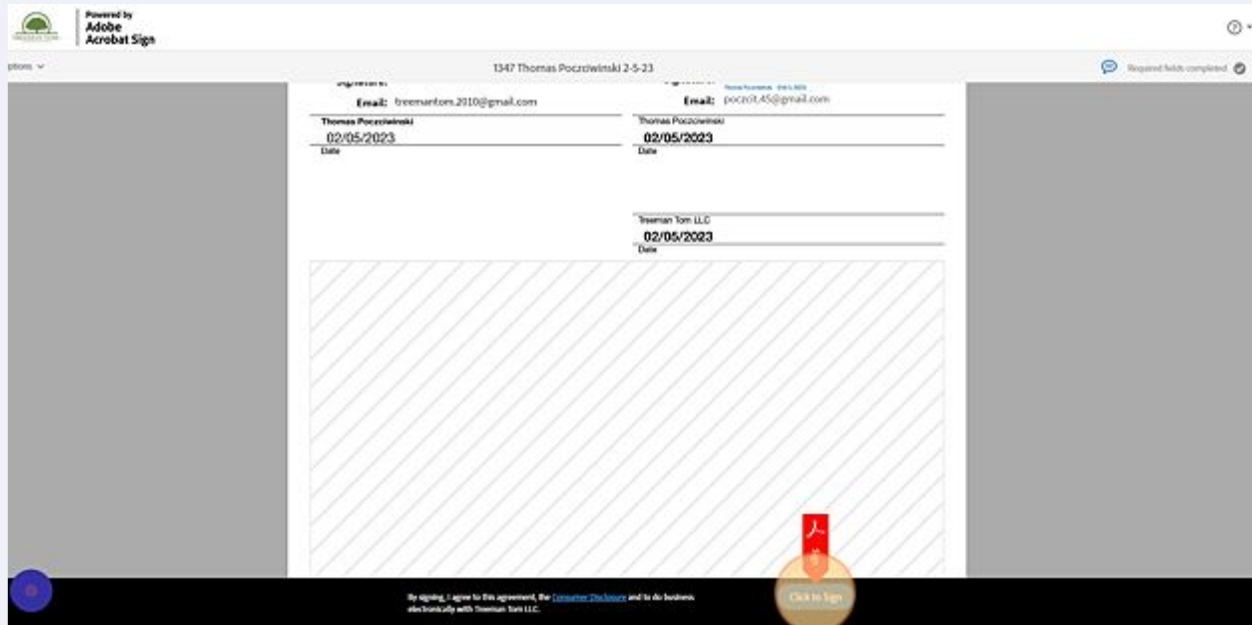 Powered by
Adobe
Acrobat Sign
ptions
1347 Thomas Poczciwinski 2-5-23
Required fields completed
Signature:
Email: treemantom.2010@gmail.com
Email: poczcit.45@gmail.com
Thomas Poczciwinski
Thomas Poczciwinski
02/05/2023
02/05/2023
Date
Date
Treeman Tom LLC
02/05/2023
Date
By signing, I agree to this agreement, the Consumer Disclosure and to do business
electronically with Treeman Tom LLC.
Click to Sign